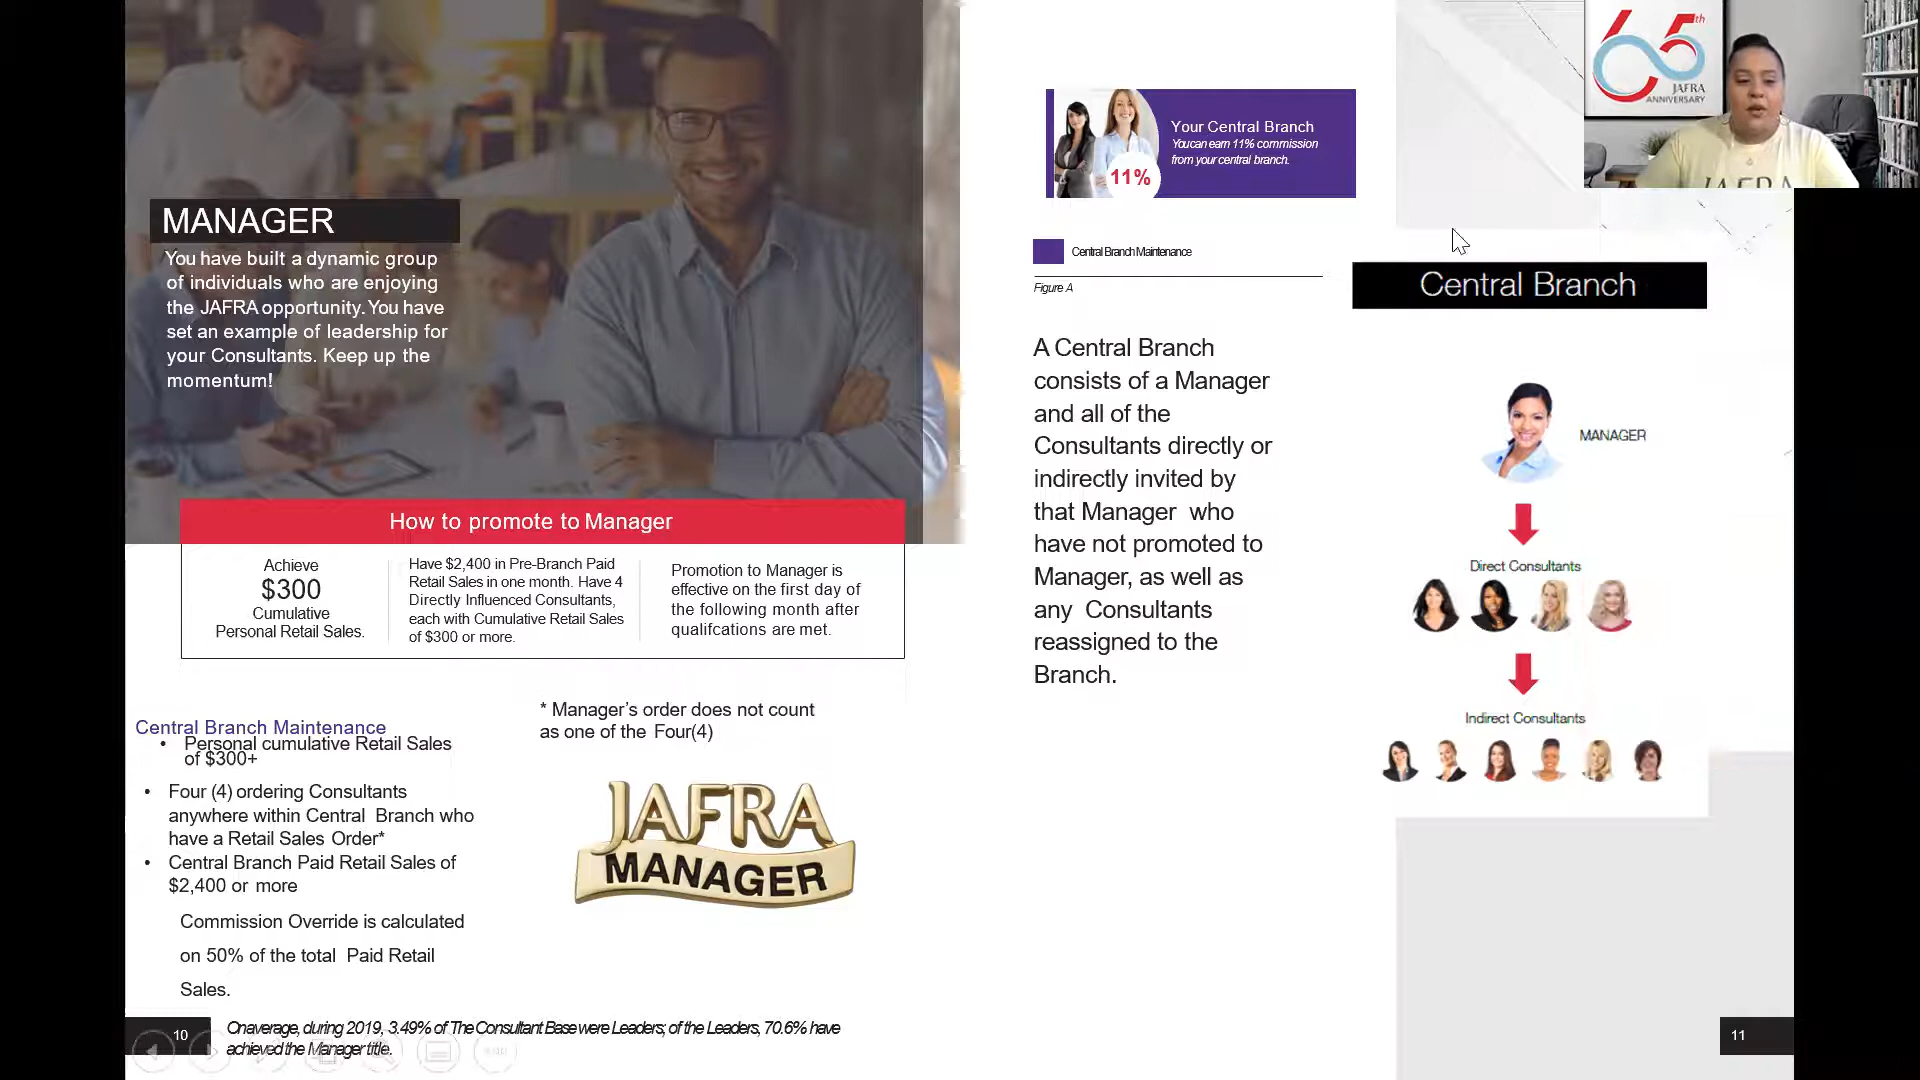 MANAGER
You have built a dynamic group
of individuals who are enjoying
the JAFRA opportunity. You have
set an example of leadership for
your Consultants. Keep up the
momentum!
How to promote to Manager
Achieve
$300
Cumulative
Personal Retail Sales.
Have $2,400 in Pre-Branch Paid
Retail Sales in one month. Have 4
Directly Influenced Consultants,
each with Cumulative Retail Sales
of $300 or more.
Promotion to Manager is
effective on the first day of
the following month after
qualifcations are met.
Central Branch Maintenance
• Personal cumulative Retail Sales
of $300+
• Four (4) ordering Consultants
anywhere within Central Branch who
have a Retail Sales Order*
• Central Branch Paid Retail Sales of
$2,400 or more
Commission Override is calculated
on 50% of the total Paid Retail
Sales.
* Manager's order does not count
as one of the Four(4)
JAFRA
MANAGER
10
On average, during 2019, 3.49% of The Consultant Base were Leaders; of the Leaders, 70.6% have
achieved the Manager title.
11%
Your Central Branch
You can earn 11% commission
from your central branch.
Central Branch Maintenance
Figure A
A Central Branch
consists of a Manager
and all of the
Consultants directly or
indirectly invited by
that Manager who
have not promoted to
Manager, as well as
any Consultants
reassigned to the
Branch.
Central Branch
MANAGER
Direct Consultants
Indirect Consultants
11
65th
JAFRA
ANNIVERSARY
JAFRA